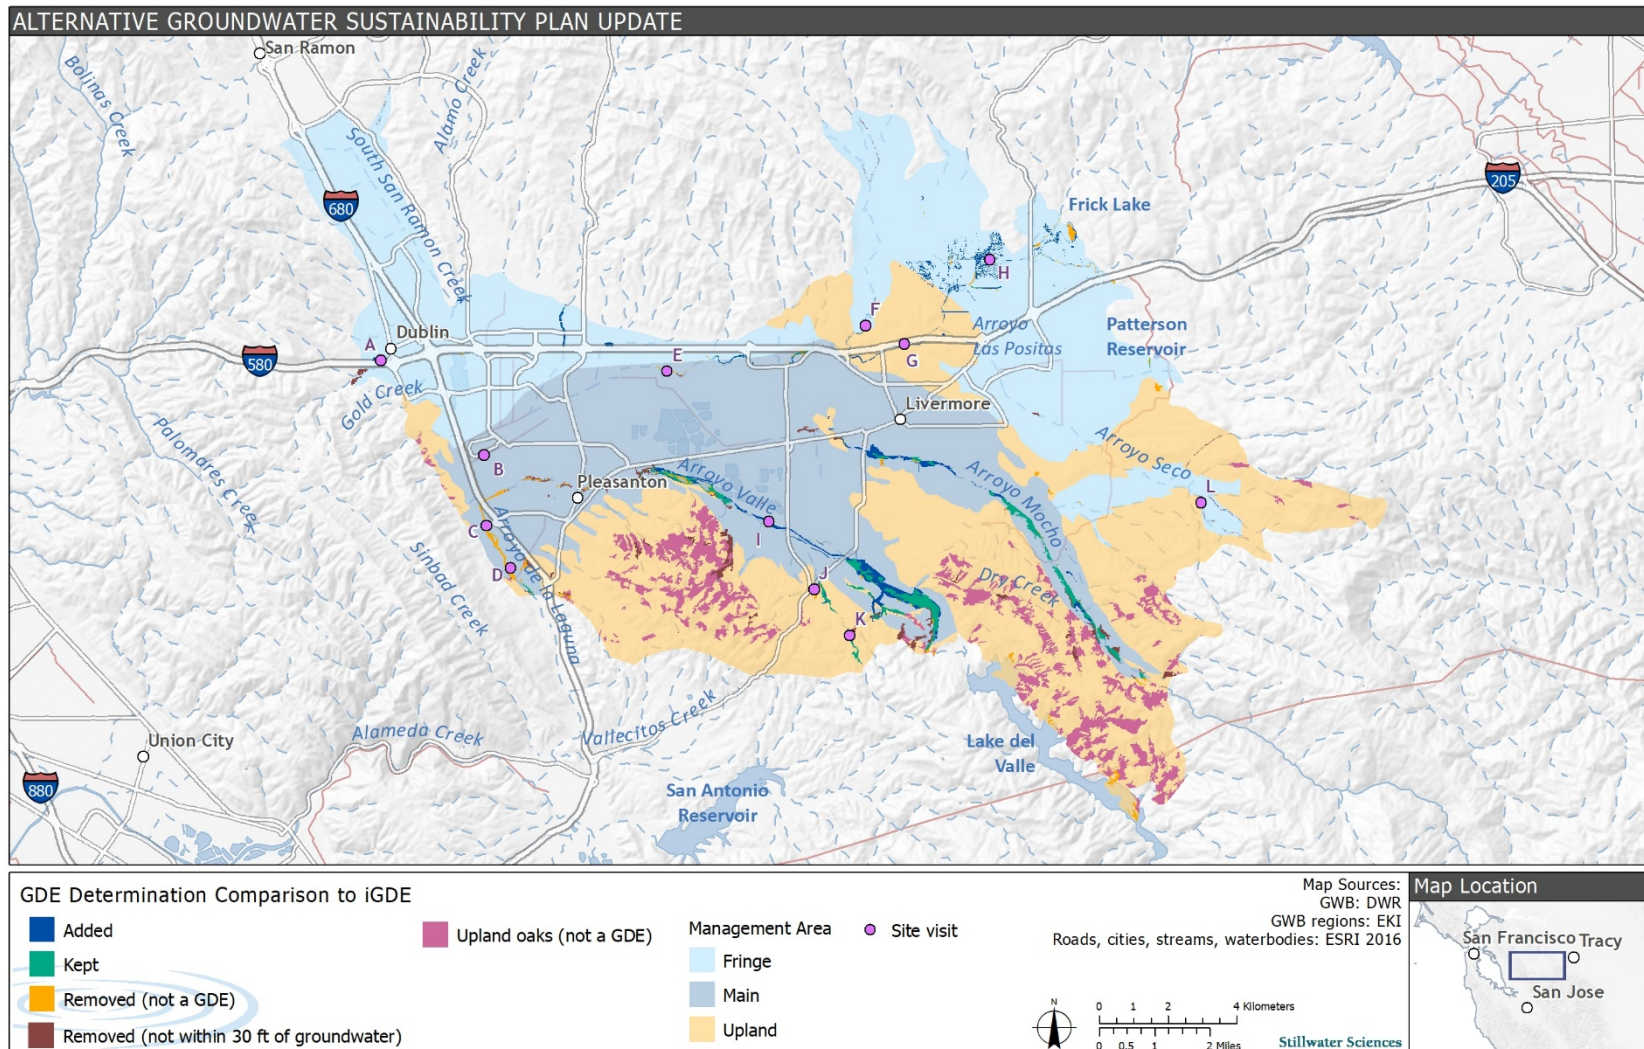 ALTERNATIVE GROUNDWATER SUSTAINABILITY PLAN UPDATE
San Ramon
Bolinas Creek
Alamo Creek
South San Ramon Creek
680
205
Frick Lake
H
F
Arroyo
Las Positas
Patterson
Reservoir
Dublin
A
580
E
G
Gold Creek
Livermore
Palomares Creek
B
Pleasanton
Arroyo Valle
Arroyo Mocho
Arroyo Seco
L
C
I
D
Arroyo de la Laguna
Sinbad Creek
J
Dry Creek
K
Union City
Alameda Creek
Vallecitos Creek
Lake del
Valle
880
San Antonio
Reservoir
GDE Determination Comparison to iGDE
Added
Kept
Removed (not a GDE)
Removed (not within 30 ft of groundwater)
Upland oaks (not a GDE)
Management Area
Fringe
Main
Upland
Site visit
Map Sources:
GWB: DWR
GWB regions: EKI
Roads, cities, streams, waterbodies: ESRI 2016
N
0 1 2 4 Kilometers
0 0.5 1 2 Miles
Stillwater Sciences
Map Location
San Francisco
Tracy
San Jose